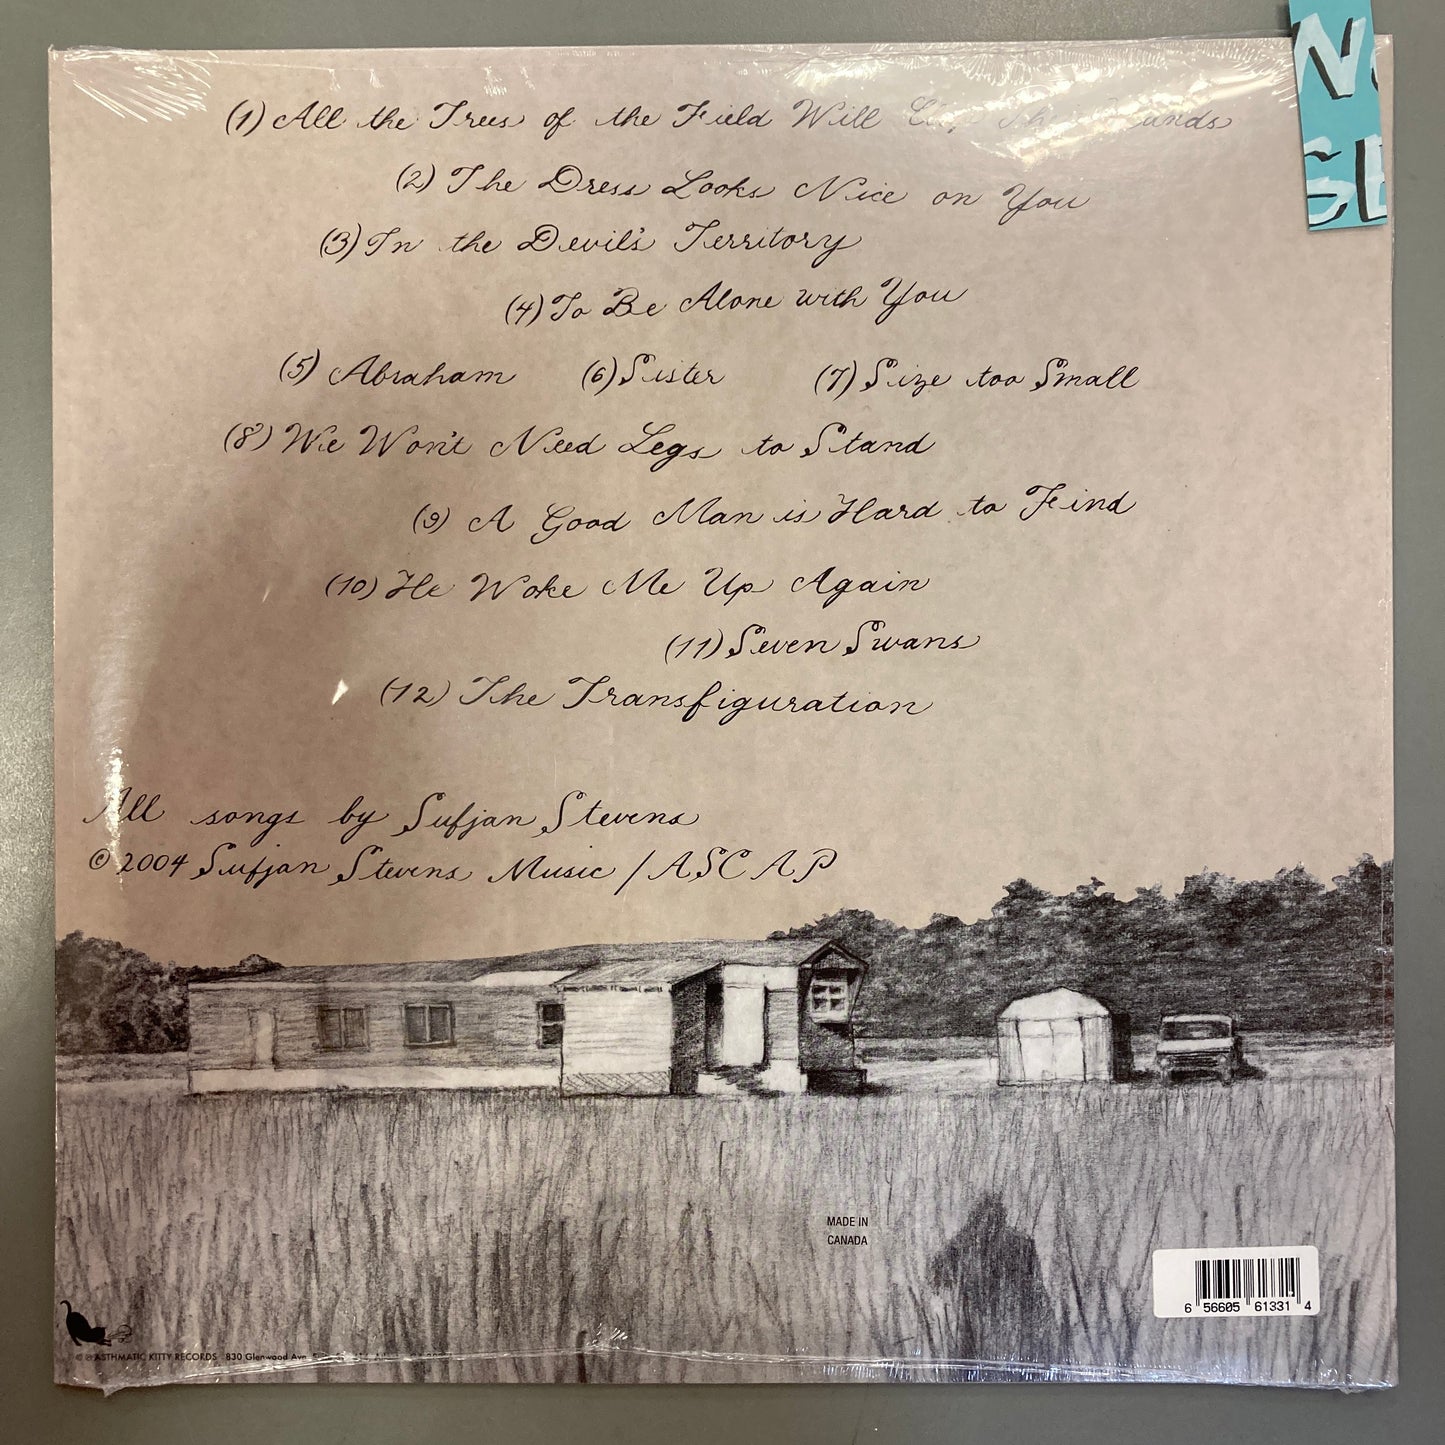 (1) All the Trees of the Field Will Clap Their Hands
(2) The Dress Looks Nice on You
(3) In the Devil's Territory
(4) To Be Alone with You
(5) Abraham (6) Sister (7) Size too Small
(8) We Won't Need Legs to Stand
(9) A Good Man is Hard to Find
(10) He Woke Me Up Again
(11) Seven Swans
(12) The Transfiguration
All songs by Sufjan Stevens
© 2004 Sufjan Stevens Music / ASCAP
MADE IN
CANADA
6 56605 61331 4
© ℗ ASTHMATIC KITTY RECORDS 830 Glenwood Ave